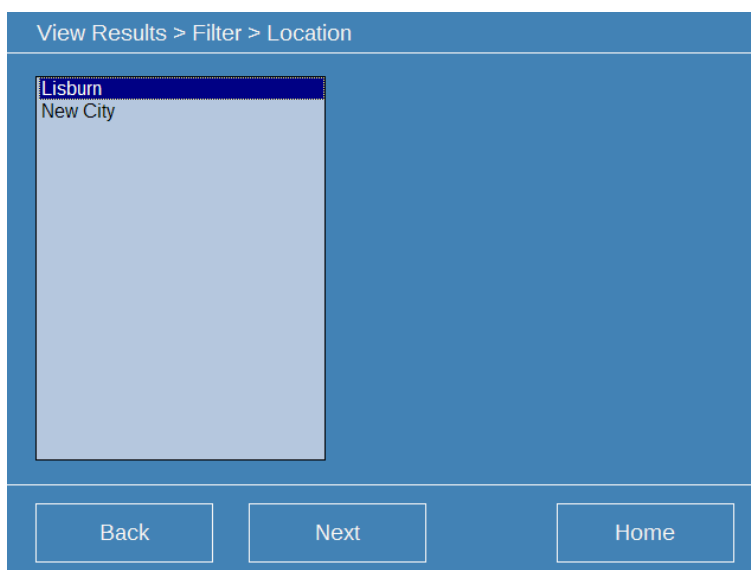 View Results > Filter > Location
Lisburn
New City
Back
Next
Home